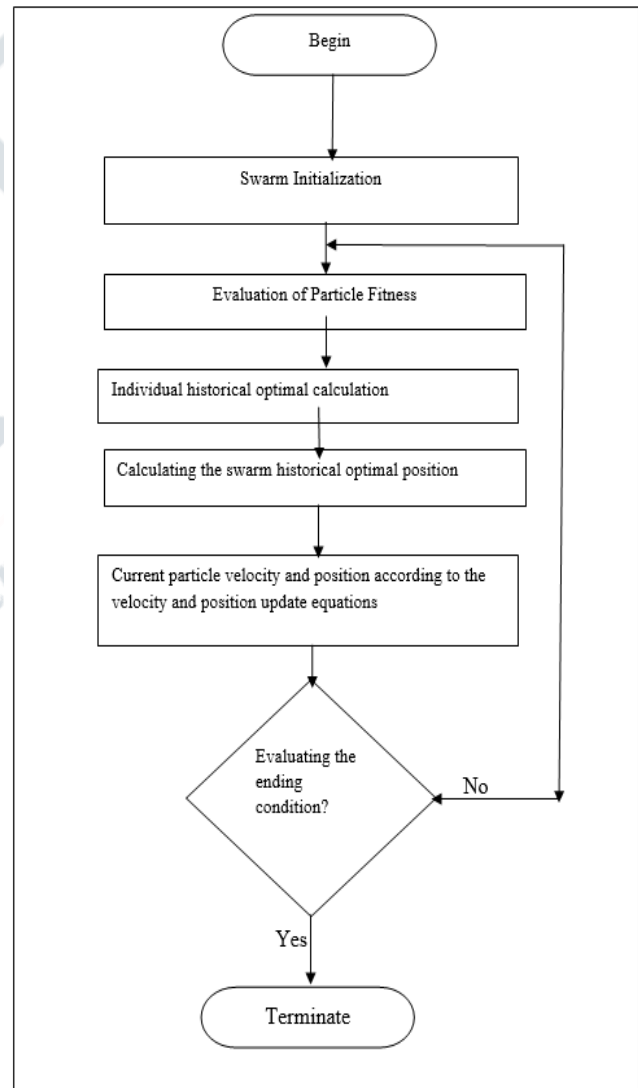 Begin
Swarm Initialization
Evaluation of Particle Fitness
Individual historical optimal calculation
Calculating the swarm historical optimal position
Current particle velocity and position according to the
velocity and position update equations
Evaluating the
ending
condition?
No
Yes
Terminate